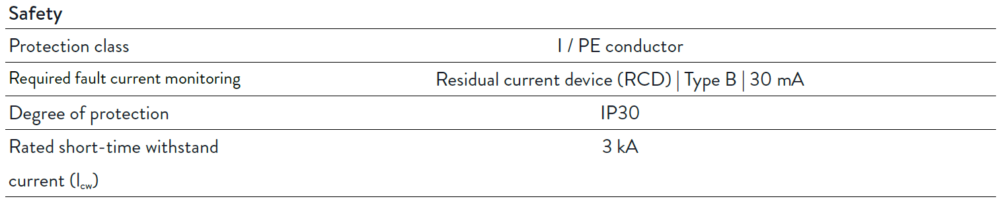 Safety
Protection class I / PE conductor
Required fault current monitoring Residual current device (RCD) | Type B | 30 mA
Degree of protection IP30
Rated short-time withstand 3 kA
current (Icw)